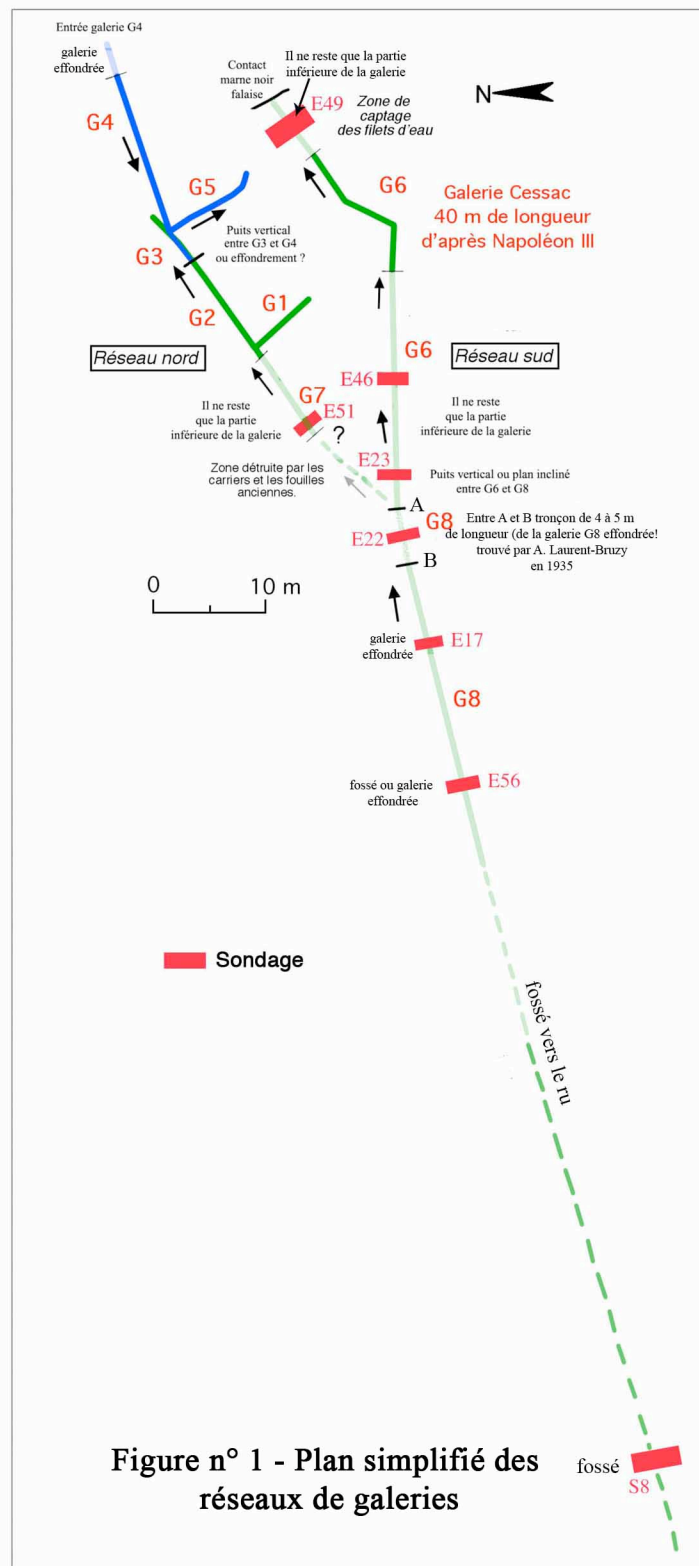 Entrée galerie G4
galerie
effondrée
G4
G5
Puits vertical
entre G3 et G4
ou effondrement ?
G3
G2
G1
Réseau nord
G7
E51
?
Il ne reste
que la partie
inférieure de la galerie
Zone détruite par les
carriers et les fouilles
anciennes.
Contact
marne noir
falaise
Il ne reste que la partie
inférieure de la galerie
E49
Zone de
captage
des filets d'eau
N
G6
Galerie Cessac
40 m de longueur
d'après Napoléon III
G6
Réseau sud
E46
Il ne reste
que la partie
inférieure de la galerie
E23
Puits vertical ou plan incliné
entre G6 et G8
A
G8
E22
Entre A et B tronçon de 4 à 5 m
de longueur (de la galerie G8 effondrée!
trouvé par A. Laurent-Bruzy
en 1935
B
0 10 m
galerie
effondrée
E17
G8
fossé ou galerie
effondrée
E56
Sondage
fossé vers le ru
fossé
S8
Figure n° 1 - Plan simplifié des
réseaux de galeries